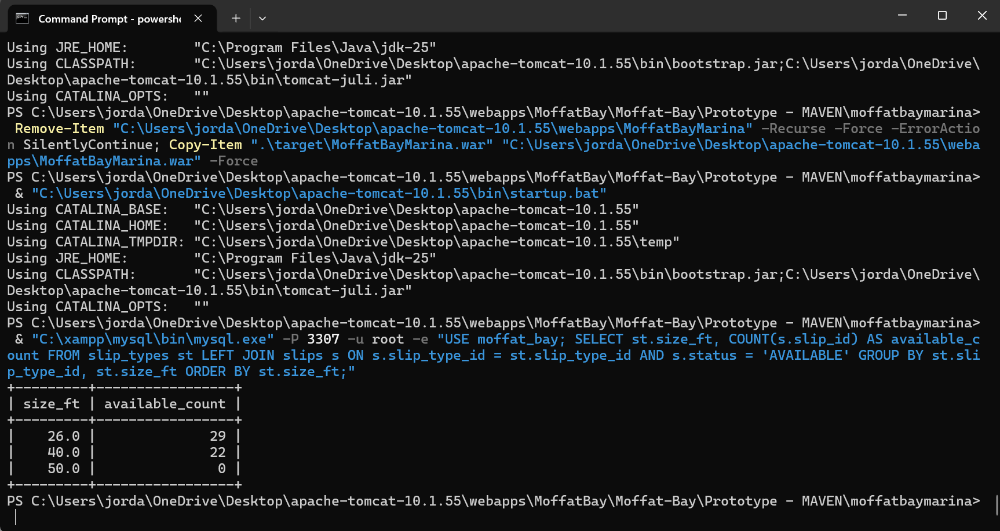 Command Prompt - powershe
Using JRE_HOME:        "C:\Program Files\Java\jdk-25"
Using CLASSPATH:       "C:\Users\jorda\OneDrive\Desktop\apache-tomcat-10.1.55\bin\bootstrap.jar;C:\Users\jorda\OneDrive\
Desktop\apache-tomcat-10.1.55\bin\tomcat-juli.jar"
Using CATALINA_OPTS:   ""
PS C:\Users\jorda\OneDrive\Desktop\apache-tomcat-10.1.55\webapps\MoffatBay\Moffat-Bay\Prototype - MAVEN\moffatbaymarina>
 Remove-Item "C:\Users\jorda\OneDrive\Desktop\apache-tomcat-10.1.55\webapps\MoffatBayMarina" -Recurse -Force -ErrorActio
n SilentlyContinue; Copy-Item ".\target\MoffatBayMarina.war" "C:\Users\jorda\OneDrive\Desktop\apache-tomcat-10.1.55\weba
pps\MoffatBayMarina.war" -Force
PS C:\Users\jorda\OneDrive\Desktop\apache-tomcat-10.1.55\webapps\MoffatBay\Moffat-Bay\Prototype - MAVEN\moffatbaymarina>
 & "C:\Users\jorda\OneDrive\Desktop\apache-tomcat-10.1.55\bin\startup.bat"
Using CATALINA_BASE:   "C:\Users\jorda\OneDrive\Desktop\apache-tomcat-10.1.55"
Using CATALINA_HOME:   "C:\Users\jorda\OneDrive\Desktop\apache-tomcat-10.1.55"
Using CATALINA_TMPDIR: "C:\Users\jorda\OneDrive\Desktop\apache-tomcat-10.1.55\temp"
Using JRE_HOME:        "C:\Program Files\Java\jdk-25"
Using CLASSPATH:       "C:\Users\jorda\OneDrive\Desktop\apache-tomcat-10.1.55\bin\bootstrap.jar;C:\Users\jorda\OneDrive\
Desktop\apache-tomcat-10.1.55\bin\tomcat-juli.jar"
Using CATALINA_OPTS:   ""
PS C:\Users\jorda\OneDrive\Desktop\apache-tomcat-10.1.55\webapps\MoffatBay\Moffat-Bay\Prototype - MAVEN\moffatbaymarina>
 & "C:\xampp\mysql\bin\mysql.exe" -P 3307 -u root -e "USE moffat_bay; SELECT st.size_ft, COUNT(s.slip_id) AS available_c
ount FROM slip_types st LEFT JOIN slips s ON s.slip_type_id = st.slip_type_id AND s.status = 'AVAILABLE' GROUP BY st.sli
p_type_id, st.size_ft ORDER BY st.size_ft;"
+---------+-----------------+
| size_ft | available_count |
+---------+-----------------+
|    26.0 |              29 |
|    40.0 |              22 |
|    50.0 |               0 |
+---------+-----------------+
PS C:\Users\jorda\OneDrive\Desktop\apache-tomcat-10.1.55\webapps\MoffatBay\Moffat-Bay\Prototype - MAVEN\moffatbaymarina>